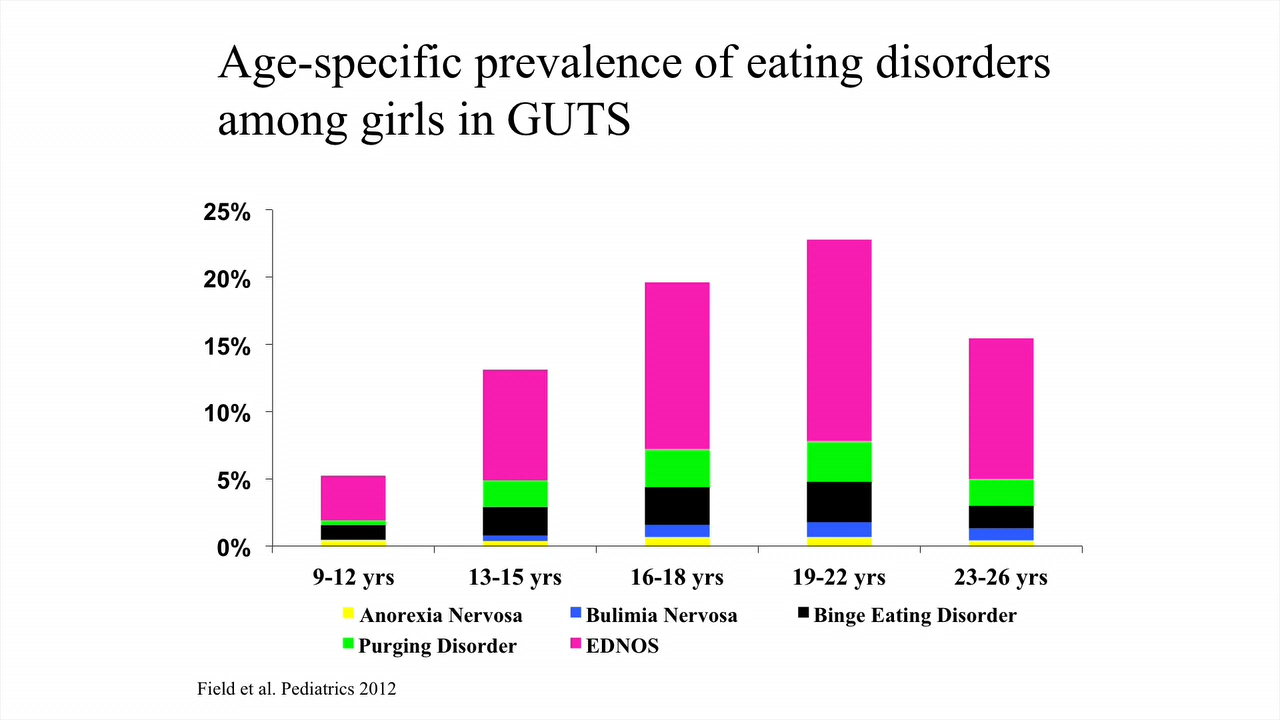 Age-specific prevalence of eating disorders
among girls in GUTS
25%
20%
15%
10%
5%
0%
9-12 yrs 13-15 yrs 16-18 yrs 19-22 yrs 23-26 yrs
Anorexia Nervosa Bulimia Nervosa Binge Eating Disorder
Purging Disorder EDNOS
Field et al. Pediatrics 2012